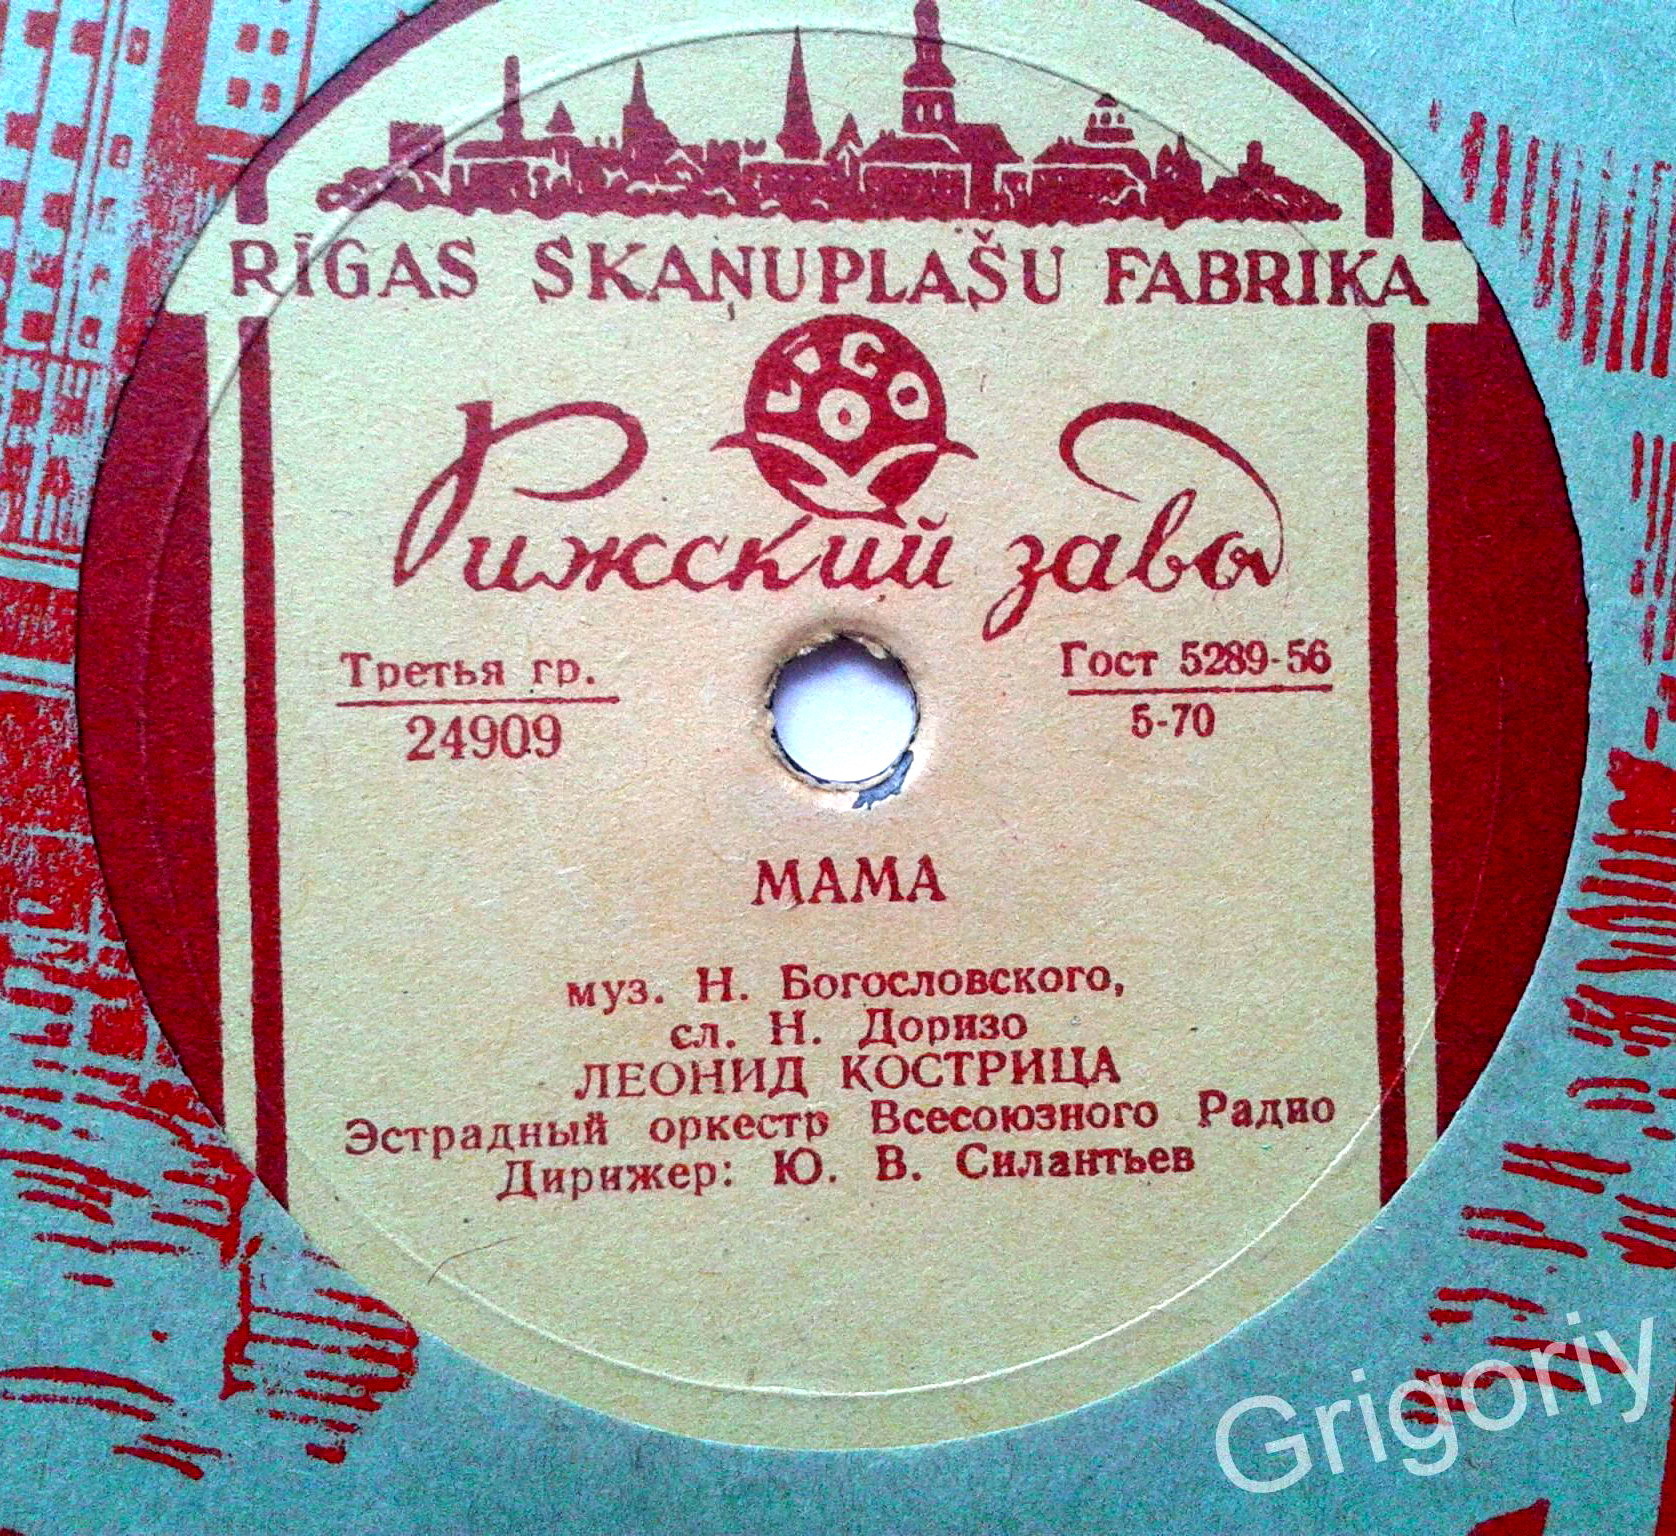 RĪGAS SKAŅUPLAŠU FABRIKA
LPCO
Рижский завод
Третья гр.
24909
Гост 5289-56
5-70
МАМА
муз. Н. Богословского,
сл. Н. Доризо
ЛЕОНИД КОСТРИЦА
Эстрадный оркестр Всесоюзного Радио
Дирижер: Ю. В. Силантьев
Grigoriy